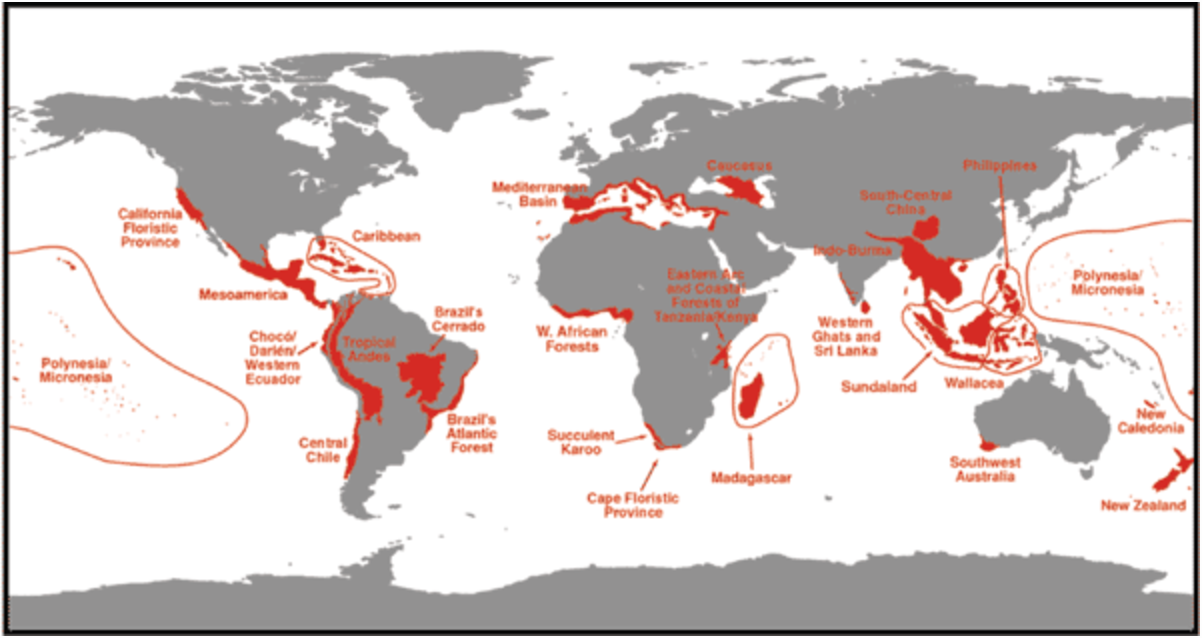 Philippines
Caucasus
Mediterranean
Basin
South-Central
China
California
Floristic
Province
Caribbean
Indo-Burma
Eastern Arc
and Coastal
Forests of
Tanzania/Kenya
Polynesia/
Micronesia
Mesoamerica
Brazil's
Cerrado
W. African
Forests
Western
Ghats and
Sri Lanka
Chocó/
Darién/
Western
Ecuador
Tropical
Andes
Polynesia/
Micronesia
Sundaland
Wallacea
New
Caledonia
Brazil's
Atlantic
Forest
Central
Chile
Succulent
Karoo
Madagascar
Southwest
Australia
Cape Floristic
Province
New Zealand